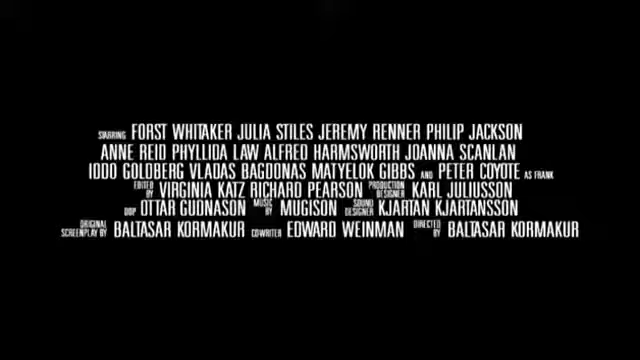 STARRING FORST WHITAKER JULIA STILES JEREMY RENNER PHILIP JACKSON
ANNE REID PHYLLIDA LAW ALFRED HARMSWORTH JOANNA SCANLAN
IDDO GOLDBERG VLADAS BAGDONAS MATYELOK GIBBS AND PETER COYOTE AS FRANK
EDITED BY VIRGINIA KATZ RICHARD PEARSON PRODUCTION DESIGNER KARL JULIUSSON
DOP OTTAR GUDNASON MUSIC BY MUGISON SOUND DESIGNER KJARTAN KJARTANSSON
ORIGINAL SCREENPLAY BY BALTASAR KORMAKUR COWRITER EDWARD WEINMAN DIRECTED BY BALTASAR KORMAKUR